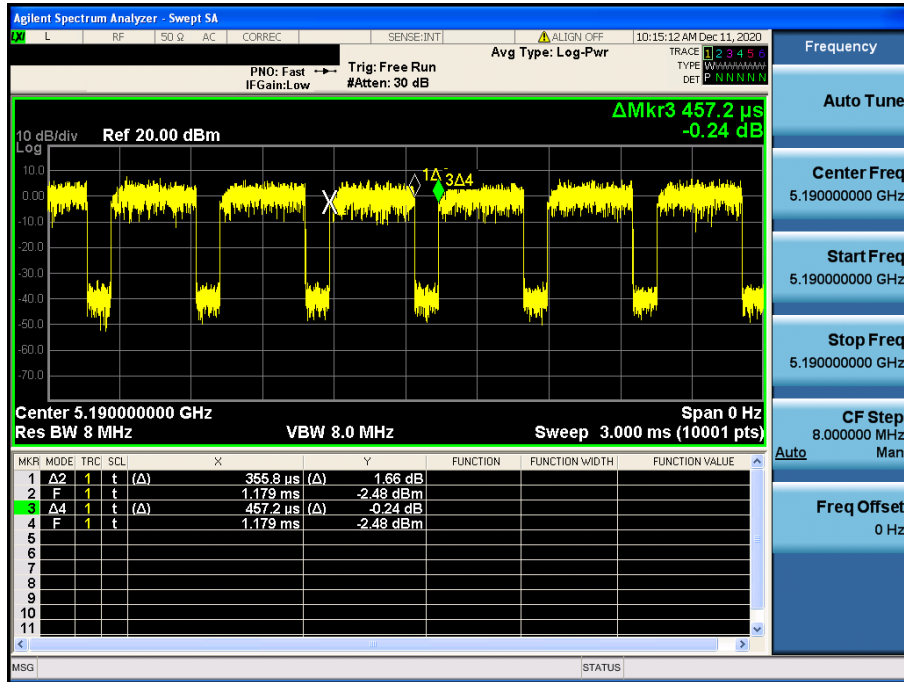 Agilent Spectrum Analyzer - Swept SA
LXI L RF 50 Ω AC CORREC SENSE:INT ALIGN OFF 10:15:12 AM Dec 11, 2020
PNO: Fast
IFGain:Low
Trig: Free Run
#Atten: 30 dB
Avg Type: Log-Pwr
TRACE 1 2 3 4 5 6
TYPE W
DET P N N N N N
ΔMkr3 457.2 µs
-0.24 dB
10 dB/div Ref 20.00 dBm
Log
10.0
0.00
-10.0
-20.0
-30.0
-40.0
-50.0
-60.0
-70.0
X
1Δ
3Δ4
Center 5.190000000 GHz Span 0 Hz
Res BW 8 MHz VBW 8.0 MHz Sweep 3.000 ms (10001 pts)
MKR MODE TRC SCL X Y FUNCTION FUNCTION WIDTH FUNCTION VALUE
1 Δ2 1 t (Δ) 355.8 µs (Δ) 1.66 dB
2 F 1 t 1.179 ms -2.48 dBm
3 Δ4 1 t (Δ) 457.2 µs (Δ) -0.24 dB
4 F 1 t 1.179 ms -2.48 dBm
5
6
7
8
9
10
11
MSG STATUS
Frequency
Auto Tune
Center Freq
5.190000000 GHz
Start Freq
5.190000000 GHz
Stop Freq
5.190000000 GHz
CF Step
8.000000 MHz
Auto Man
Freq Offset
0 Hz